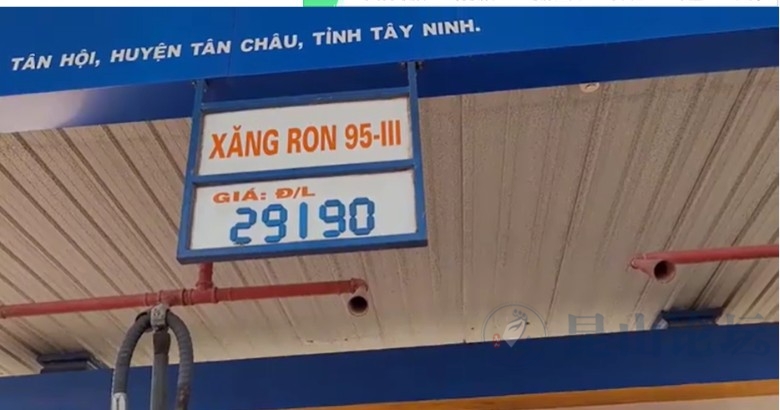 TÂN HỘI, HUYỆN TÂN CHÂU, TỈNH TÂY NINH.
XĂNG RON 95-III
GIÁ: Đ/L
29190